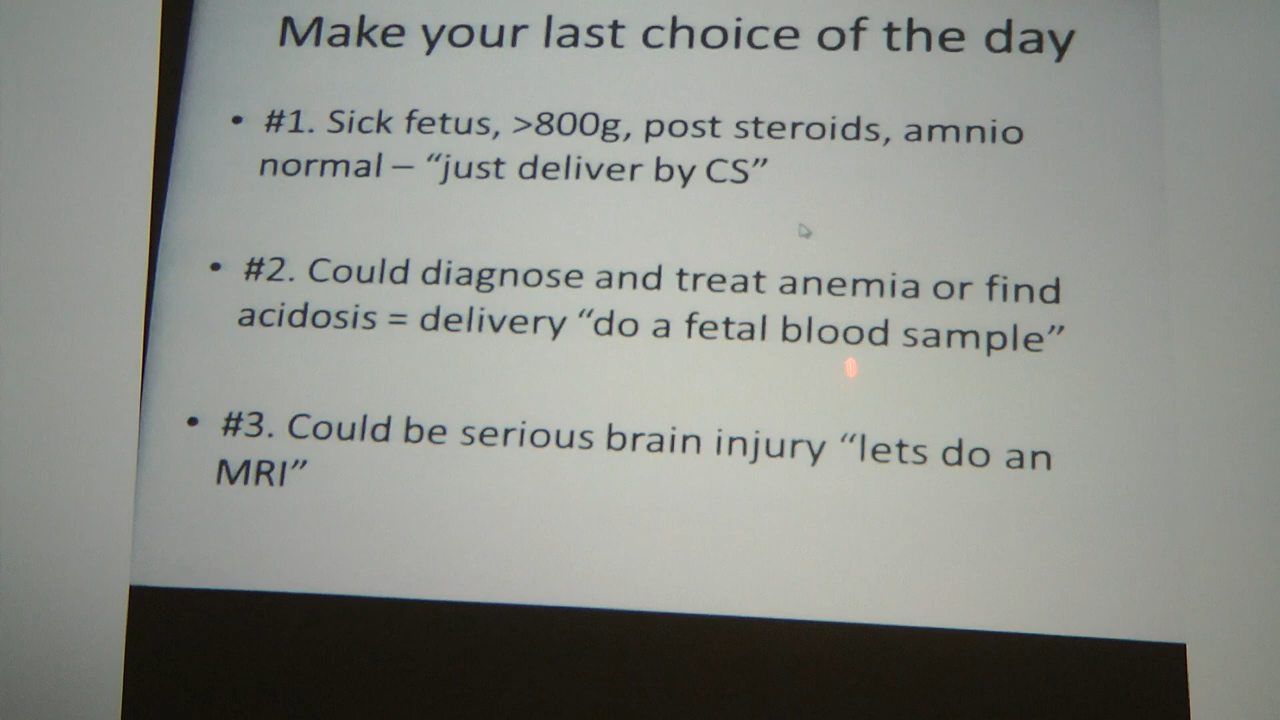 Make your last choice of the day
• #1. Sick fetus, >800g, post steroids, amnio
normal – “just deliver by CS”
• #2. Could diagnose and treat anemia or find
acidosis = delivery “do a fetal blood sample”
• #3. Could be serious brain injury “lets do an
MRI”